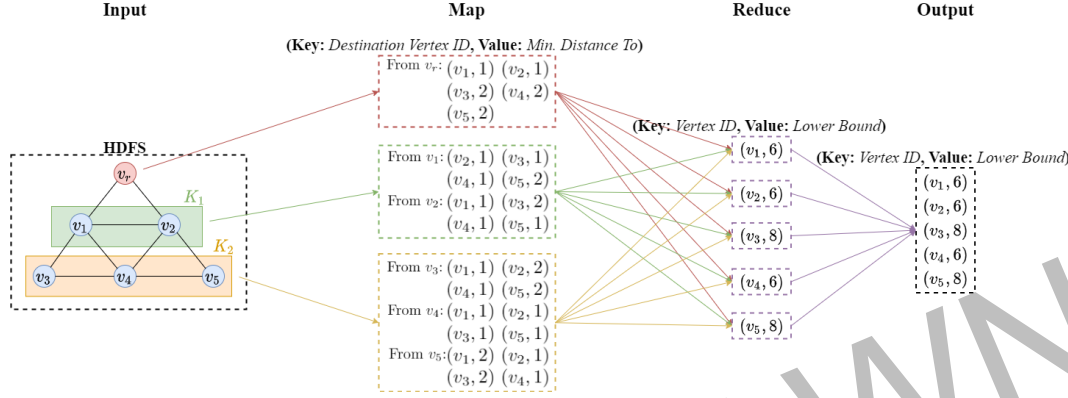 Input
Map
Reduce
Output
(Key: Destination Vertex ID, Value: Min. Distance To)
From v_r: (v_1, 1) (v_2, 1)
(v_3, 2) (v_4, 2)
(v_5, 2)
(Key: Vertex ID, Value: Lower Bound)
(Key: Vertex ID, Value: Lower Bound)
HDFS
v_r
K_1
v_1
v_2
K_2
v_3
v_4
v_5
From v_1: (v_2, 1) (v_3, 1)
(v_4, 1) (v_5, 2)
From v_2: (v_1, 1) (v_3, 2)
(v_4, 1) (v_5, 1)
From v_3: (v_1, 1) (v_2, 2)
(v_4, 1) (v_5, 2)
From v_4: (v_1, 1) (v_2, 1)
(v_3, 1) (v_5, 1)
From v_5: (v_1, 2) (v_2, 1)
(v_3, 2) (v_4, 1)
(v_1, 6)
(v_2, 6)
(v_3, 8)
(v_4, 6)
(v_5, 8)
(v_1, 6)
(v_2, 6)
(v_3, 8)
(v_4, 6)
(v_5, 8)
WN